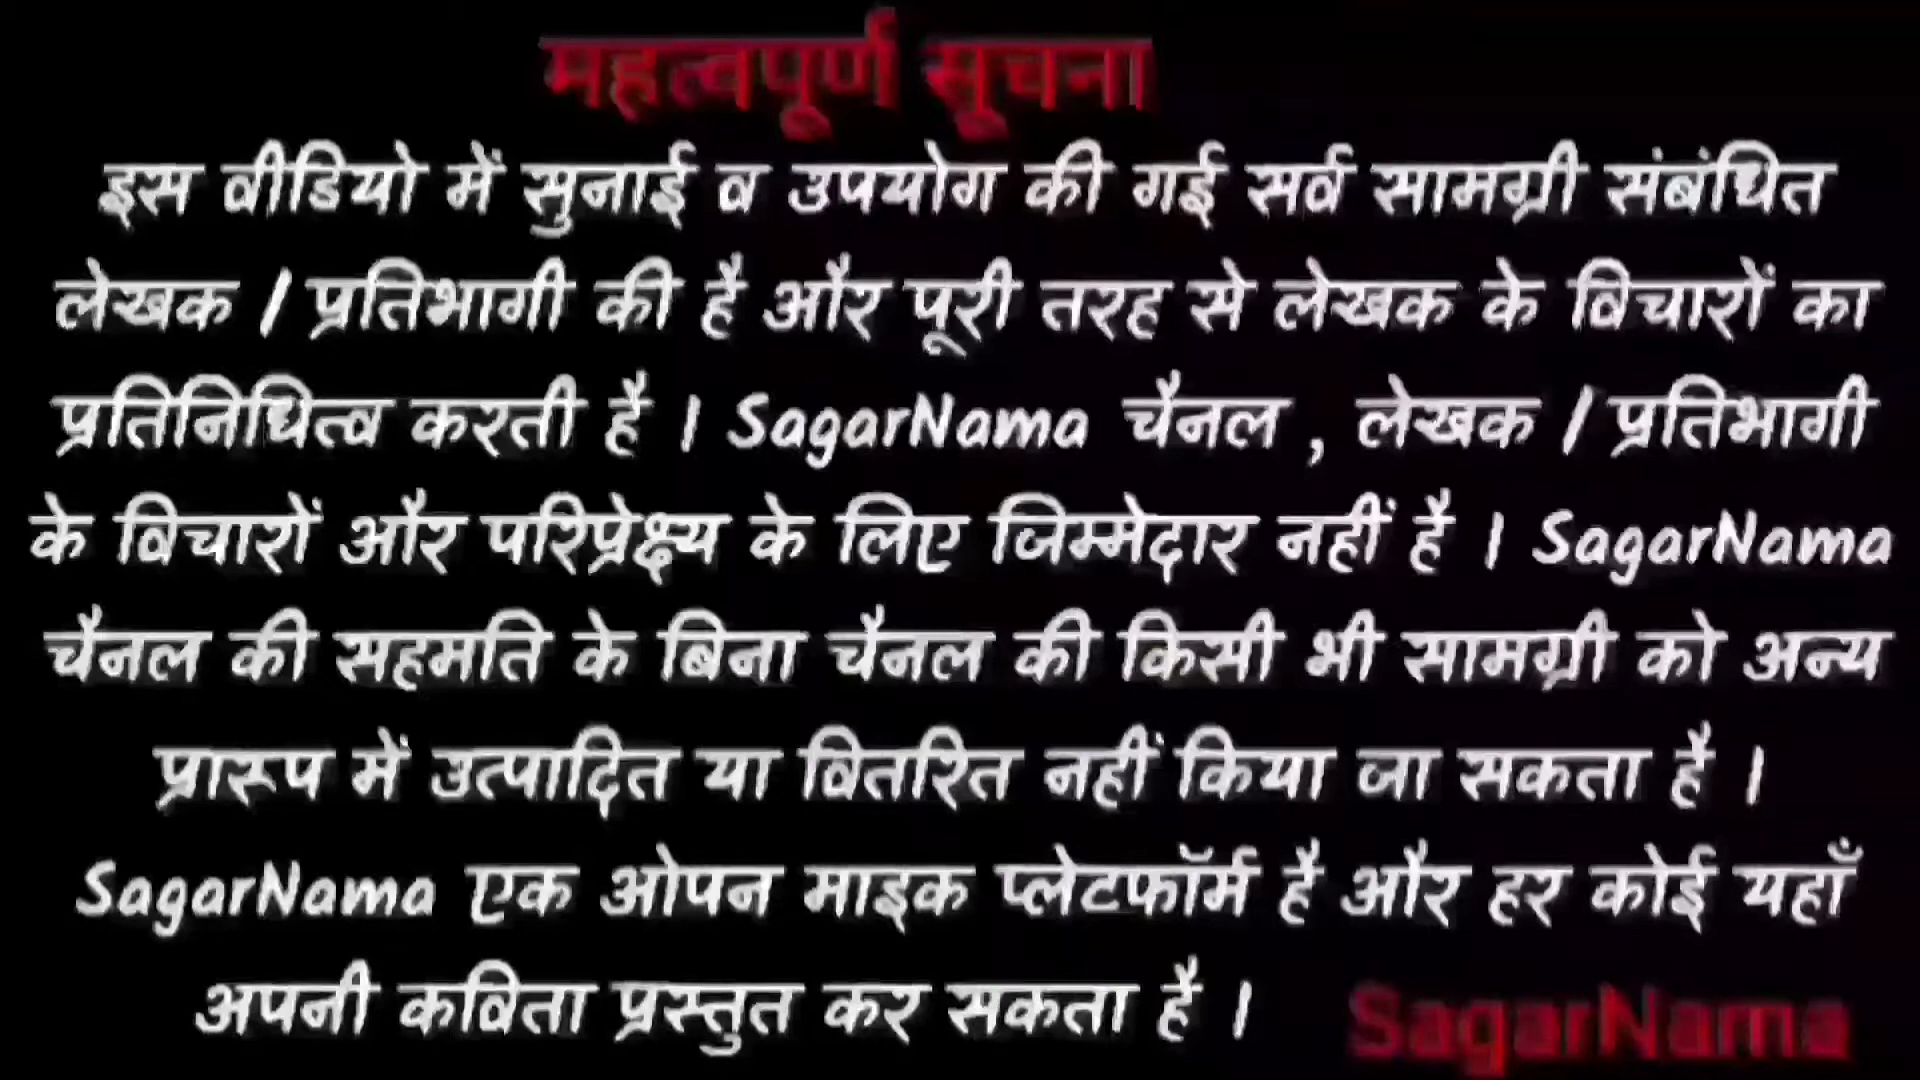 महत्वपूर्ण सूचना
इस वीडियो में सुनाई व उपयोग की गई सर्व सामग्री संबंधित
लेखक / प्रतिभागी की है और पूरी तरह से लेखक के विचारों का
प्रतिनिधित्व करती है । SagarNama चैनल , लेखक / प्रतिभागी
के विचारों और परिप्रेक्ष्य के लिए जिम्मेदार नहीं है । SagarNama
चैनल की सहमति के बिना चैनल की किसी भी सामग्री को अन्य
प्रारूप में उत्पादित या वितरित नहीं किया जा सकता है ।
SagarNama एक ओपन माइक प्लेटफॉर्म है और हर कोई यहाँ
अपनी कविता प्रस्तुत कर सकता है ।
SagarNama